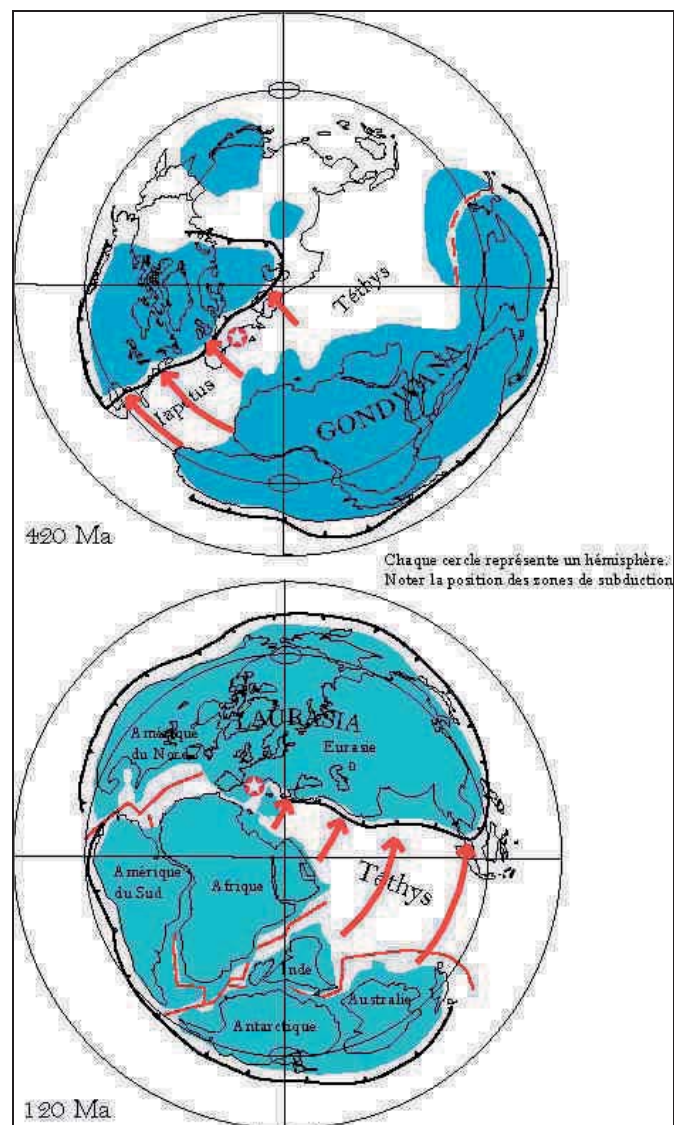 Téthys
Iapetus
GONDWANA
420 Ma
Chaque cercle représente un hémisphère.
Noter la position des zones de subduction
LAURASIA
Amérique
du Nord
Eurasie
Amérique
du Sud
Afrique
Téthys
Inde
Australie
Antarctique
120 Ma